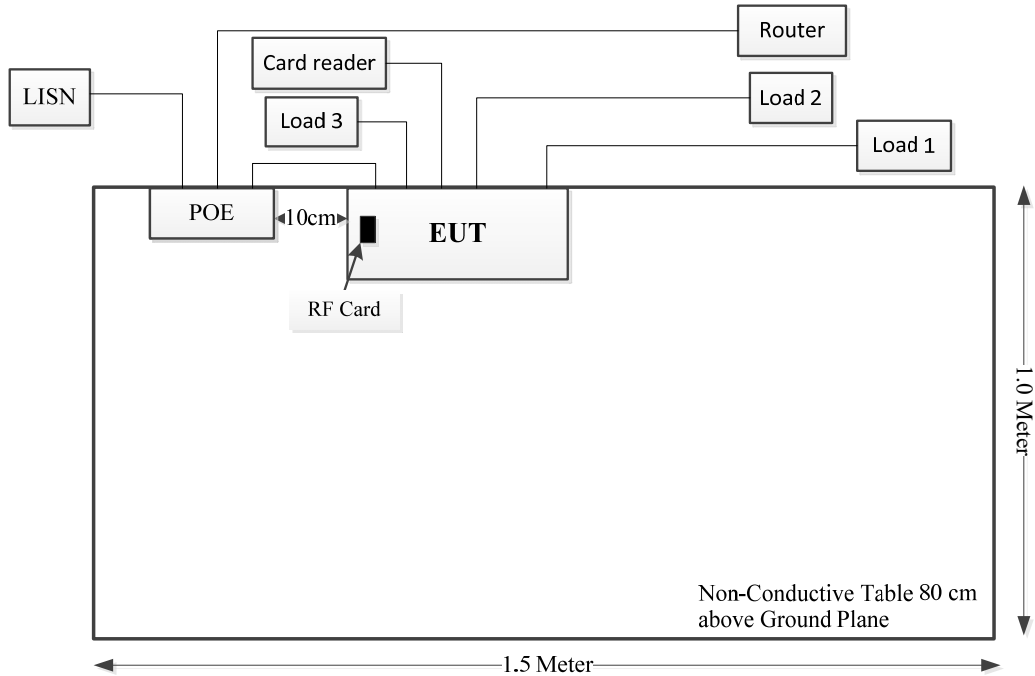 Router
Card reader
LISN
Load 2
Load 3
Load 1
POE
10cm
EUT
RF Card
1.0 Meter
Non-Conductive Table 80 cm
above Ground Plane
1.5 Meter